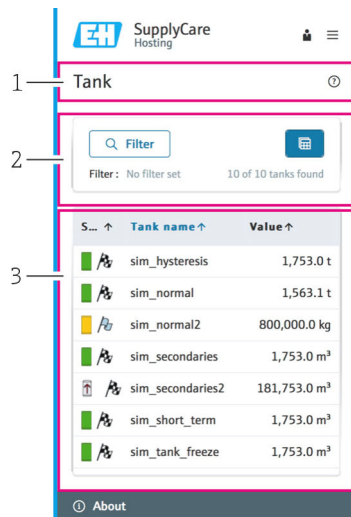 EH SupplyCare
Hosting
1 Tank ?
2
Filter
Filter : No filter set 10 of 10 tanks found
3
S... ↑ Tank name ↑ Value ↑
sim_hysteresis 1,753.0 t
sim_normal 1,563.1 t
sim_normal2 800,000.0 kg
sim_secondaries 1,753.0 m³
sim_secondaries2 181,753.0 m³
sim_short_term 1,753.0 m³
sim_tank_freeze 1,753.0 m³
About